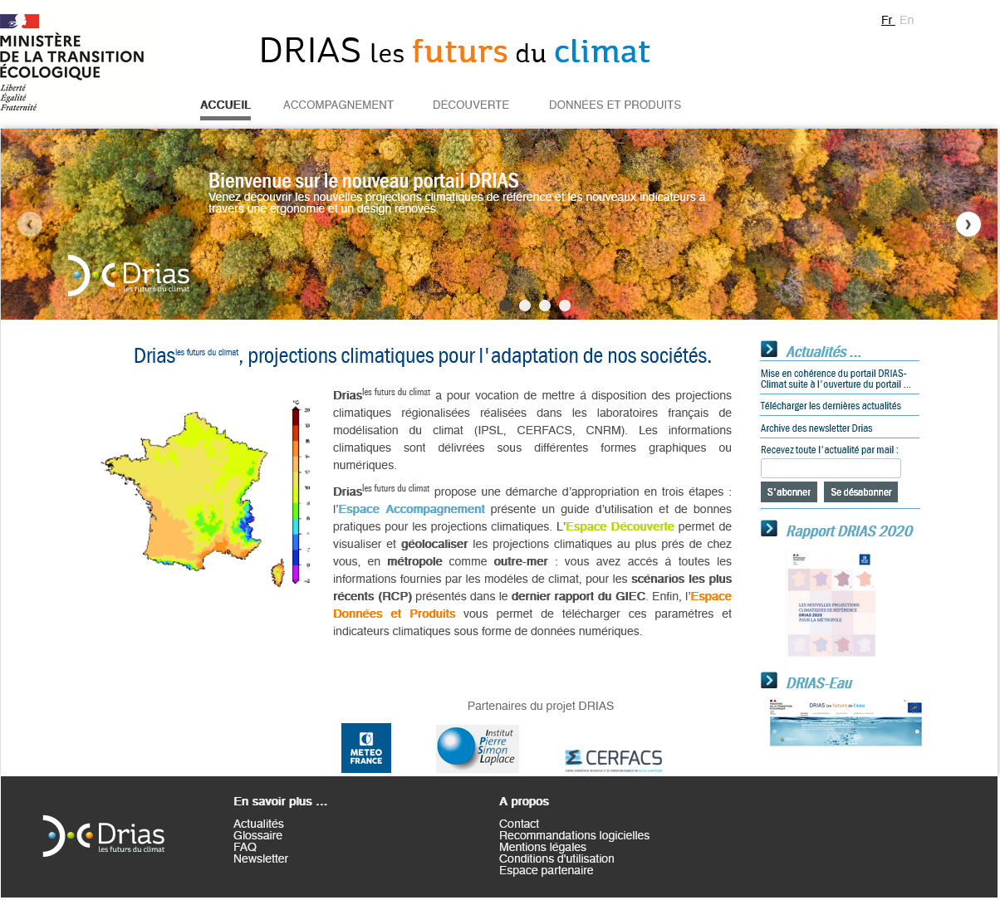 Fr En
MINISTÈRE
DE LA TRANSITION
ÉCOLOGIQUE
Liberté
Égalité
Fraternité
DRIAS les futurs du climat
ACCUEIL ACCOMPAGNEMENT DÉCOUVERTE DONNÉES ET PRODUITS
Bienvenue sur le nouveau portail DRIAS
Venez découvrir les nouvelles projections climatiques de référence et les nouveaux indicateurs à
travers une ergonomie et un design rénovés.
Drias
les futurs du climat
Driasles futurs du climat, projections climatiques pour l'adaptation de nos sociétés.
Driasles futurs du climat a pour vocation de mettre à disposition des projections
climatiques régionalisées réalisées dans les laboratoires français de
modélisation du climat (IPSL, CERFACS, CNRM). Les informations
climatiques sont délivrées sous différentes formes graphiques ou
numériques.
Driasles futurs du climat propose une démarche d'appropriation en trois étapes :
l'Espace Accompagnement présente un guide d'utilisation et de bonnes
pratiques pour les projections climatiques. L'Espace Découverte permet de
visualiser et géolocaliser les projections climatiques au plus prés de chez
vous, en métropole comme outre-mer : vous avez accés á toutes les
informations fournies par les modéles de climat, pour les scénarios les plus
récents (RCP) présentés dans le dernier rapport du GIEC. Enfin, l'Espace
Données et Produits vous permet de télécharger ces paramétres et
indicateurs climatiques sous forme de données numériques.
Actualités ...
Mise en cohérence du portail DRIAS-
Climat suite à l'ouverture du portail ...
Télécharger les dernières actualités
Archive des newsletter Drias
Recevez toute l'actualité par mail :
S'abonner Se désabonner
Rapport DRIAS 2020
LES NOUVELLES PROJECTIONS
CLIMATIQUES DE RÉFÉRENCE
DRIAS 2020
POUR LA MÉTROPOLE
DRIAS-Eau
DRIAS les futurs de l'eau
Partenaires du projet DRIAS
METEO
FRANCE
Institut
Pierre
Simon
Laplace
CERFACS
Drias
les futurs du climat
En savoir plus ...
Actualités
Glossaire
FAQ
Newsletter
A propos
Contact
Recommandations logicielles
Mentions légales
Conditions d'utilisation
Espace partenaire